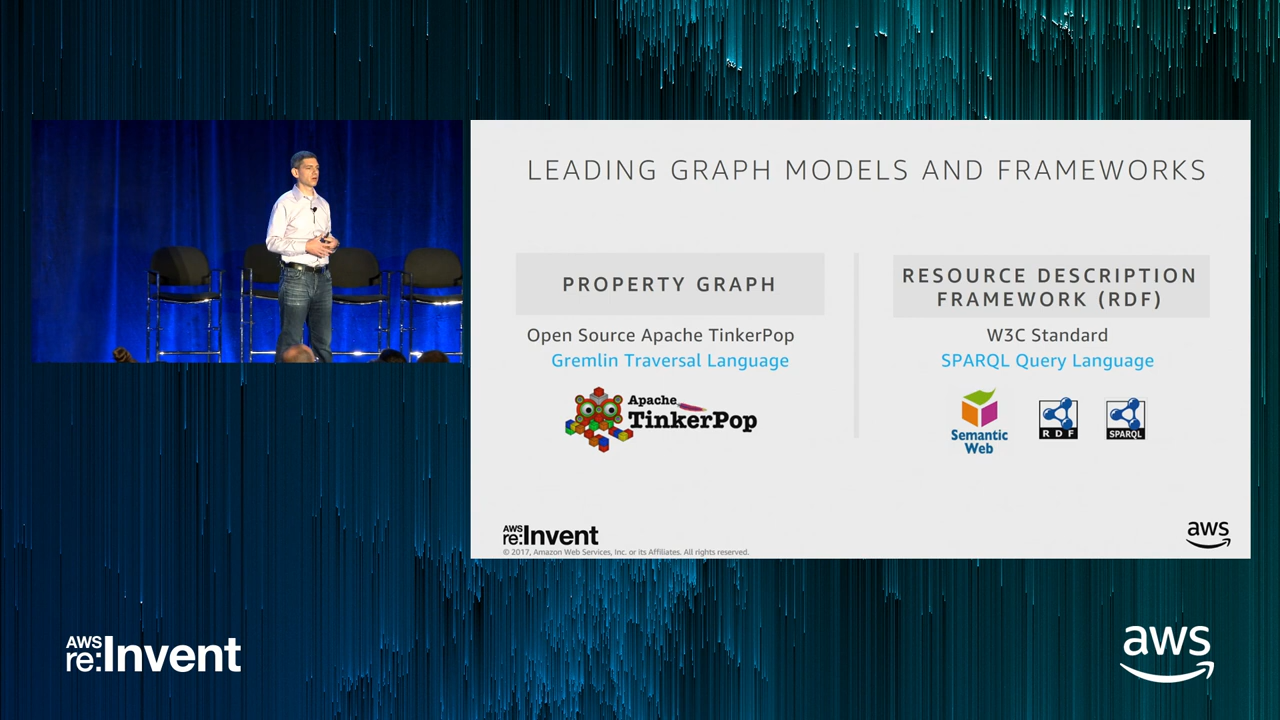 LEADING GRAPH MODELS AND FRAMEWORKS
PROPERTY GRAPH
Open Source Apache TinkerPop
Gremlin Traversal Language
Apache
TinkerPop
RESOURCE DESCRIPTION
FRAMEWORK (RDF)
W3C Standard
SPARQL Query Language
Semantic
Web
RDF
SPARQL
AWS
re:Invent
© 2017, Amazon Web Services, Inc. or its Affiliates. All rights reserved.
aws
AWS
re:Invent
aws